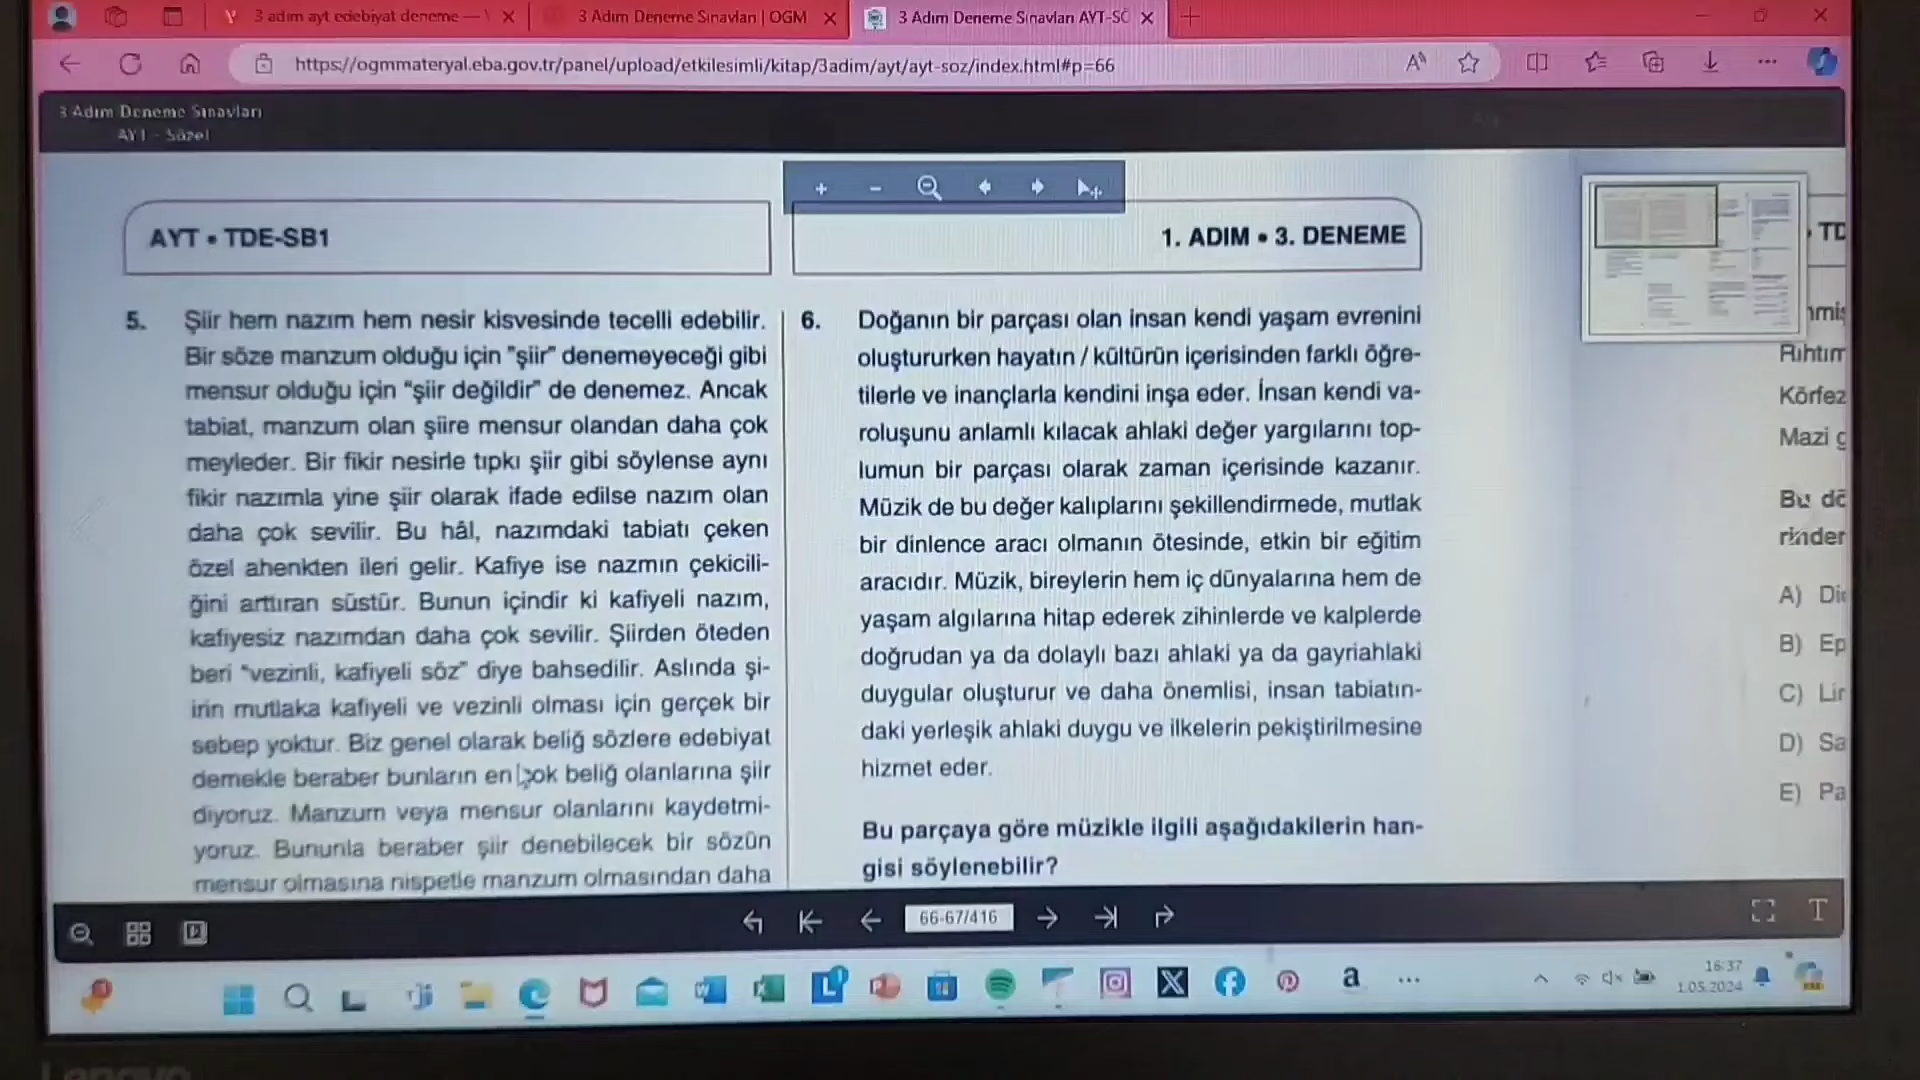 3 adım ayt edebiyat deneme —
3 Adım Deneme Sınavları | OGM
3 Adım Deneme Sınavları AYT-SÖ
https://ogmmateryal.eba.gov.tr/panel/upload/etkilesimli/kitap/3adim/ayt/ayt-soz/index.html#p=66
3 Adım Deneme Sınavları
AYT - Sözel
AYT • TDE-SB1
1. ADIM • 3. DENEME
5. Şiir hem nazım hem nesir kisvesinde tecelli edebilir.
Bir söze manzum olduğu için "şiir" denemeyeceği gibi
mensur olduğu için "şiir değildir" de denemez. Ancak
tabiat, manzum olan şiire mensur olandan daha çok
meyleder. Bir fikir nesirle tıpkı şiir gibi söylense aynı
fikir nazımla yine şiir olarak ifade edilse nazım olan
daha çok sevilir. Bu hâl, nazımdaki tabiatı çeken
özel ahenkten ileri gelir. Kafiye ise nazmın çekicili-
ğini arttıran süstür. Bunun içindir ki kafiyeli nazım,
kafiyesiz nazımdan daha çok sevilir. Şiirden öteden
beri "vezinli, kafiyeli söz" diye bahsedilir. Aslında şi-
irin mutlaka kafiyeli ve vezinli olması için gerçek bir
sebep yoktur. Biz genel olarak beliğ sözlere edebiyat
demekle beraber bunların en çok beliğ olanlarına şiir
diyoruz. Manzum veya mensur olanlarını kaydetmi-
yoruz. Bununla beraber şiir denebilecek bir sözün
mensur olmasına nispetle manzum olmasından daha
6. Doğanın bir parçası olan insan kendi yaşam evrenini
oluştururken hayatın / kültürün içerisinden farklı öğre-
tilerle ve inançlarla kendini inşa eder. İnsan kendi va-
roluşunu anlamlı kılacak ahlaki değer yargılarını top-
lumun bir parçası olarak zaman içerisinde kazanır.
Müzik de bu değer kalıplarını şekillendirmede, mutlak
bir dinlence aracı olmanın ötesinde, etkin bir eğitim
aracıdır. Müzik, bireylerin hem iç dünyalarına hem de
yaşam algılarına hitap ederek zihinlerde ve kalplerde
doğrudan ya da dolaylı bazı ahlaki ya da gayriahlaki
duygular oluşturur ve daha önemlisi, insan tabiatın-
daki yerleşik ahlaki duygu ve ilkelerin pekiştirilmesine
hizmet eder.
Bu parçaya göre müzikle ilgili aşağıdakilerin han-
gisi söylenebilir?
TD
Rıhtım
Körfez
Mazi g
Bu dö
rinder
A) Di
B) Ep
C) Lir
D) Sa
E) Pa
66-67/416
16:37
1.05.2024
Lenovo